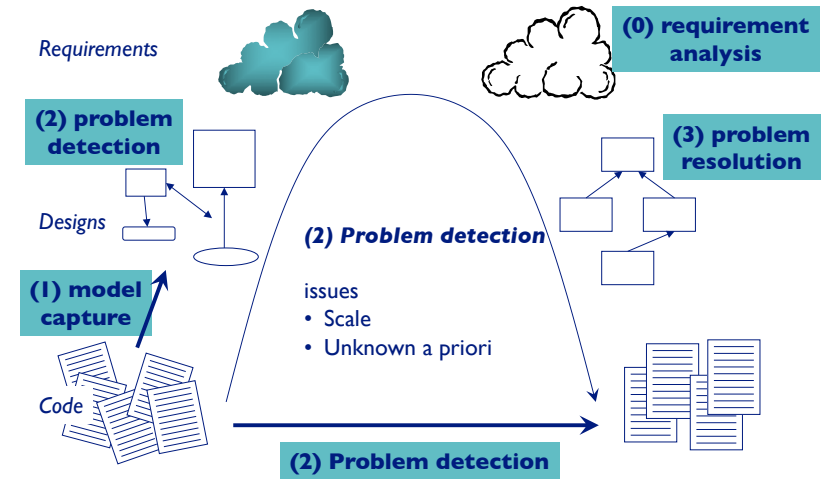 Requirements
(0) requirement
analysis
(2) problem
detection
(3) problem
resolution
Designs
(2) Problem detection
(1) model
capture
issues
• Scale
• Unknown a priori
Code
(2) Problem detection